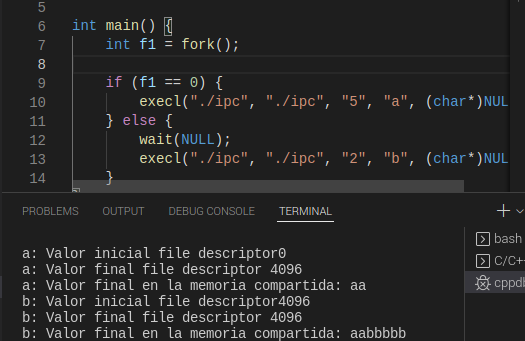 5
6 int main() {
7 int f1 = fork();
8
9 if (f1 == 0) {
10 execl("./ipc", "./ipc", "5", "a", (char*)NUL
11 } else {
12 wait(NULL);
13 execl("./ipc", "./ipc", "2", "b", (char*)NUL
14 }
PROBLEMS OUTPUT DEBUG CONSOLE TERMINAL
a: Valor inicial file descriptor0
a: Valor final file descriptor 4096
a: Valor final en la memoria compartida: aa
b: Valor inicial file descriptor4096
b: Valor final file descriptor 4096
b: Valor final en la memoria compartida: aabbbbb
bash
C/C+
cppdb